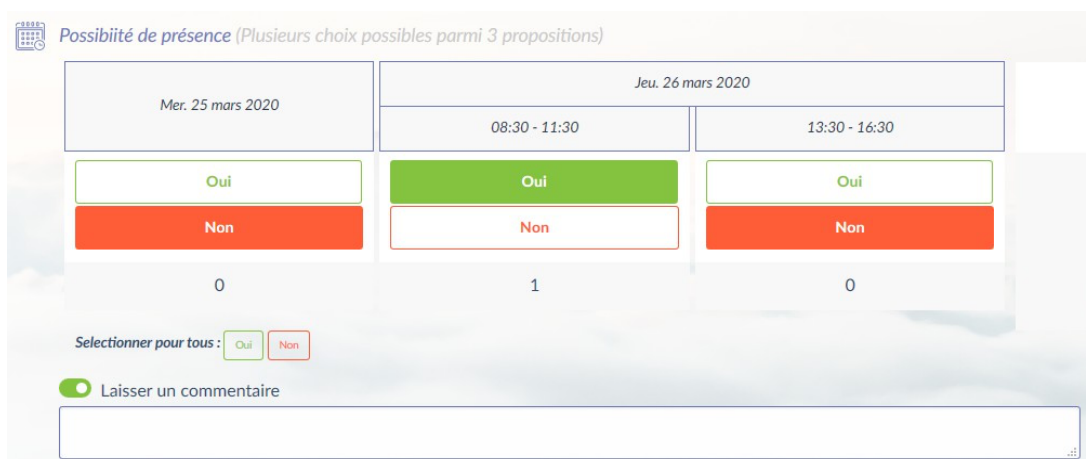 Possibiité de présence (Plusieurs choix possibles parmi 3 propositions)
Mer. 25 mars 2020
Jeu. 26 mars 2020
08:30 - 11:30
13:30 - 16:30
Oui
Oui
Oui
Non
Non
Non
0
1
0
Selectionner pour tous : Oui Non
Laisser un commentaire